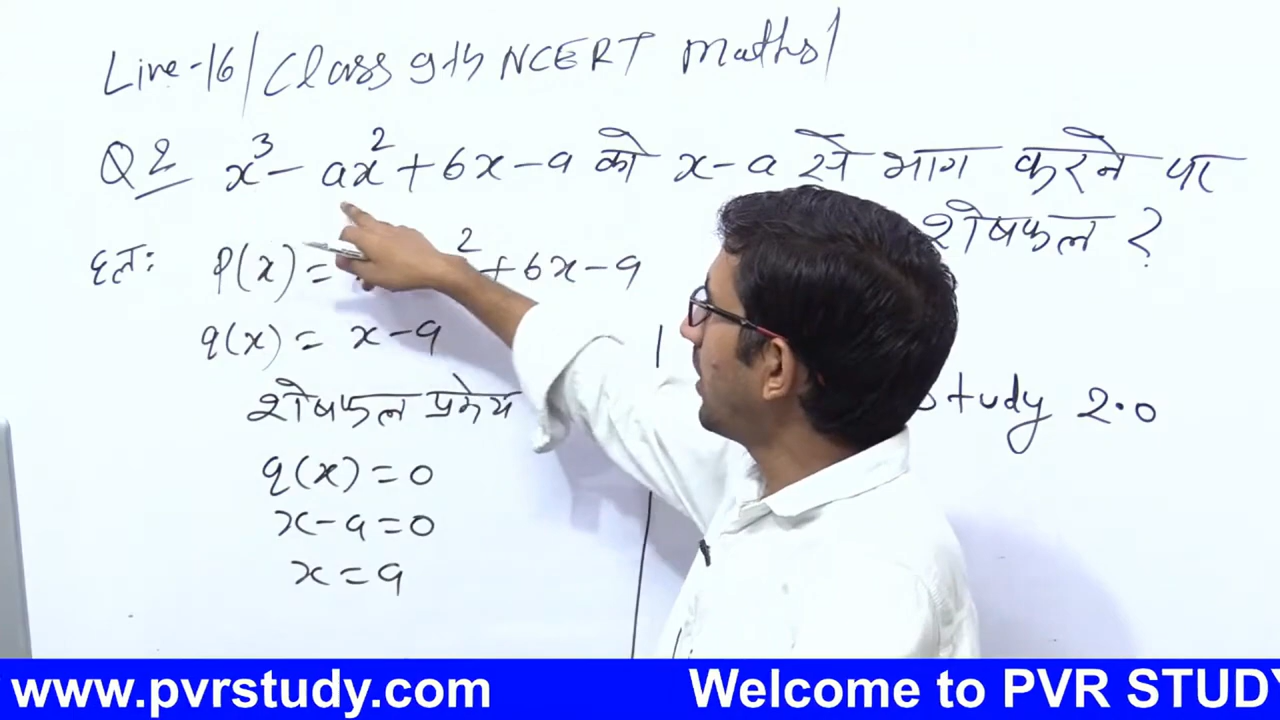 Live-16/Class 9th NCERT Maths/
Q2 x³-ax²+6x-a को x-a से भाग करने पर
शेषफल ?
हल: P(x) = ²+6x-a
q(x) = x-a
शेषफल प्रमेय
study 2.0
q(x) = 0
x-a=0
x=a
www.pvrstudy.com Welcome to PVR STUDY